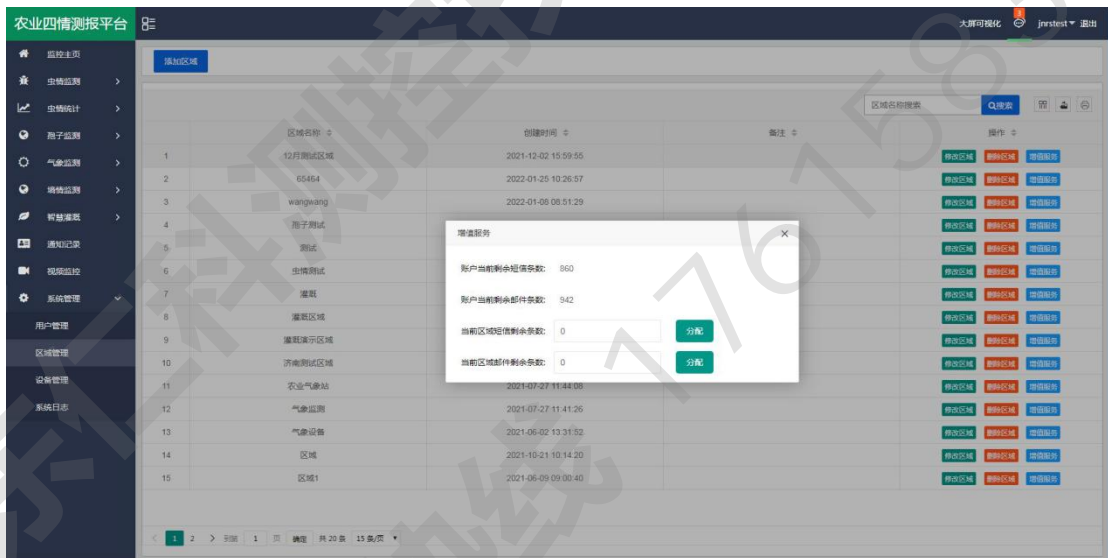 农业四情测报平台
大屏可视化 3 jnrstest 退出
监控主页
虫情监测
虫情统计
孢子监测
气象监测
墒情监测
智慧灌溉
通知记录
视频监控
系统管理
用户管理
区域管理
设备管理
系统日志
添加区域
区域名称搜索 搜索
区域名称 创建时间 备注 操作
1 12月测试区域 2021-12-02 15:59:55 修改区域 删除区域 增值服务
2 65464 2022-01-25 10:26:57 修改区域 删除区域 增值服务
3 wangwang 2022-01-08 08:51:29 修改区域 删除区域 增值服务
4 孢子测试 修改区域 删除区域 增值服务
5 测试 修改区域 删除区域 增值服务
6 虫情测试 修改区域 删除区域 增值服务
7 灌溉 修改区域 删除区域 增值服务
8 灌溉区域 修改区域 删除区域 增值服务
9 灌溉演示区域 修改区域 删除区域 增值服务
10 济南测试区域 修改区域 删除区域 增值服务
11 农业气象站 2021-07-27 11:44:08 修改区域 删除区域 增值服务
12 气象监测 2021-07-27 11:41:26 修改区域 删除区域 增值服务
13 气象设备 2021-06-02 13:31:52 修改区域 删除区域 增值服务
14 区域 2021-10-21 10:14:20 修改区域 删除区域 增值服务
15 区域1 2021-06-09 09:00:40 修改区域 删除区域 增值服务
增值服务
账户当前剩余短信条数: 860
账户当前剩余邮件条数: 942
当前区域短信剩余条数: 0 分配
当前区域邮件剩余条数: 0 分配
1 2 到第 1 页 确定 共 20 条 15 条/页